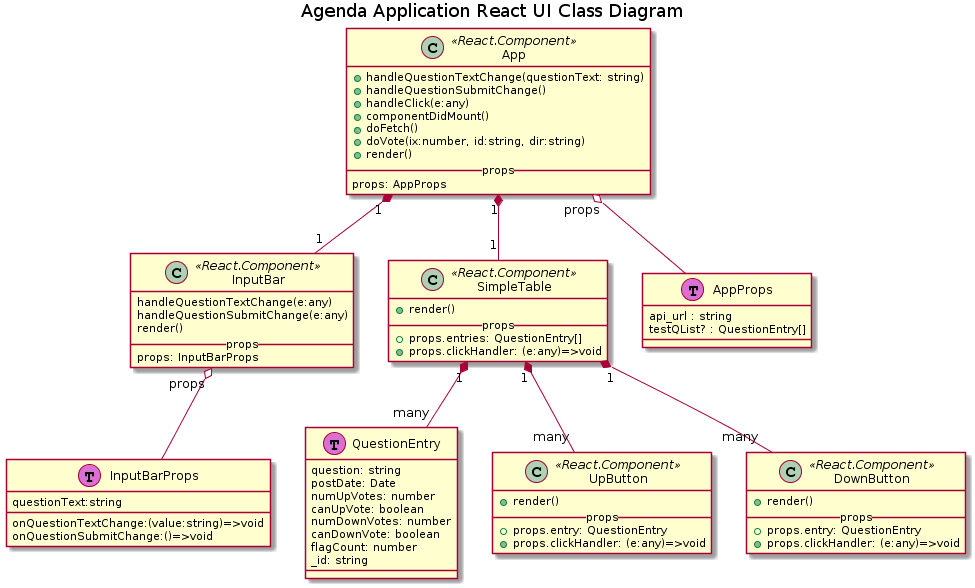 Agenda Application React UI Class Diagram
C
«React.Component»
App
handleQuestionTextChange(questionText: string)
handleQuestionSubmitChange()
handleClick(e:any)
componentDidMount()
doFetch()
doVote(ix:number, id:string, dir:string)
render()
props
props: AppProps
1
1
props
1
1
C
«React.Component»
InputBar
handleQuestionTextChange(e:any)
handleQuestionSubmitChange(e:any)
render()
props
props: InputBarProps
C
«React.Component»
SimpleTable
render()
props
props.entries: QuestionEntry[]
props.clickHandler: (e:any)=>void
T
AppProps
api_url : string
testQList? : QuestionEntry[]
props
1
1
1
many
many
many
T
InputBarProps
questionText:string
onQuestionTextChange:(value:string)=>void
onQuestionSubmitChange:()=>void
T
QuestionEntry
question: string
postDate: Date
numUpVotes: number
canUpVote: boolean
numDownVotes: number
canDownVote: boolean
flagCount: number
_id: string
C
«React.Component»
UpButton
render()
props
props.entry: QuestionEntry
props.clickHandler: (e:any)=>void
C
«React.Component»
DownButton
render()
props
props.entry: QuestionEntry
props.clickHandler: (e:any)=>void